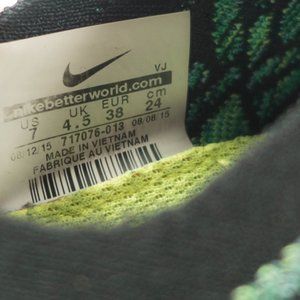 VJ
nikebetterworld.com
US UK EUR cm
7 4.5 38 24
08.12.15 717076-013 08.08.15
MADE IN VIETNAM
FABRIQUE AU VIETNAM